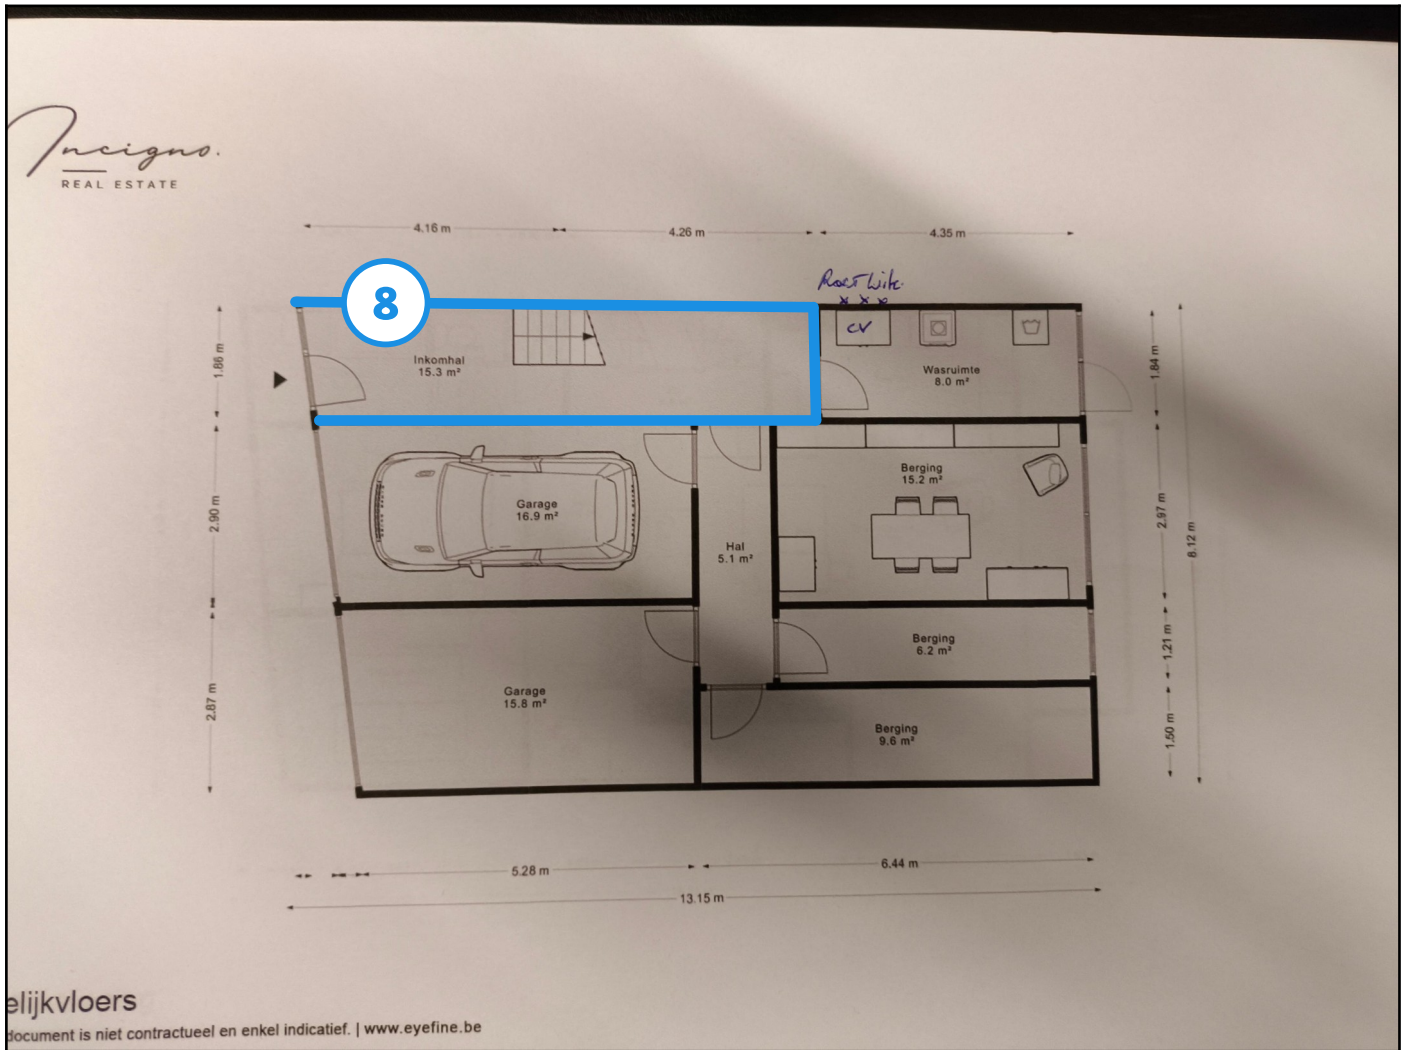 Incigno.
REAL ESTATE
4.16 m
4.26 m
4.35 m
8
CV
Inkomhal
15.3 m²
Wasruimte
8.0 m²
1.86 m
1.84 m
Garage
16.9 m²
Berging
15.2 m²
Hal
5.1 m²
2.90 m
2.97 m
8.12 m
Berging
6.2 m²
1.21 m
Garage
15.8 m²
Berging
9.6 m²
2.87 m
1.50 m
5.28 m
6.44 m
13.15 m
elijkvloers
document is niet contractueel en enkel indicatief. | www.eyefine.be